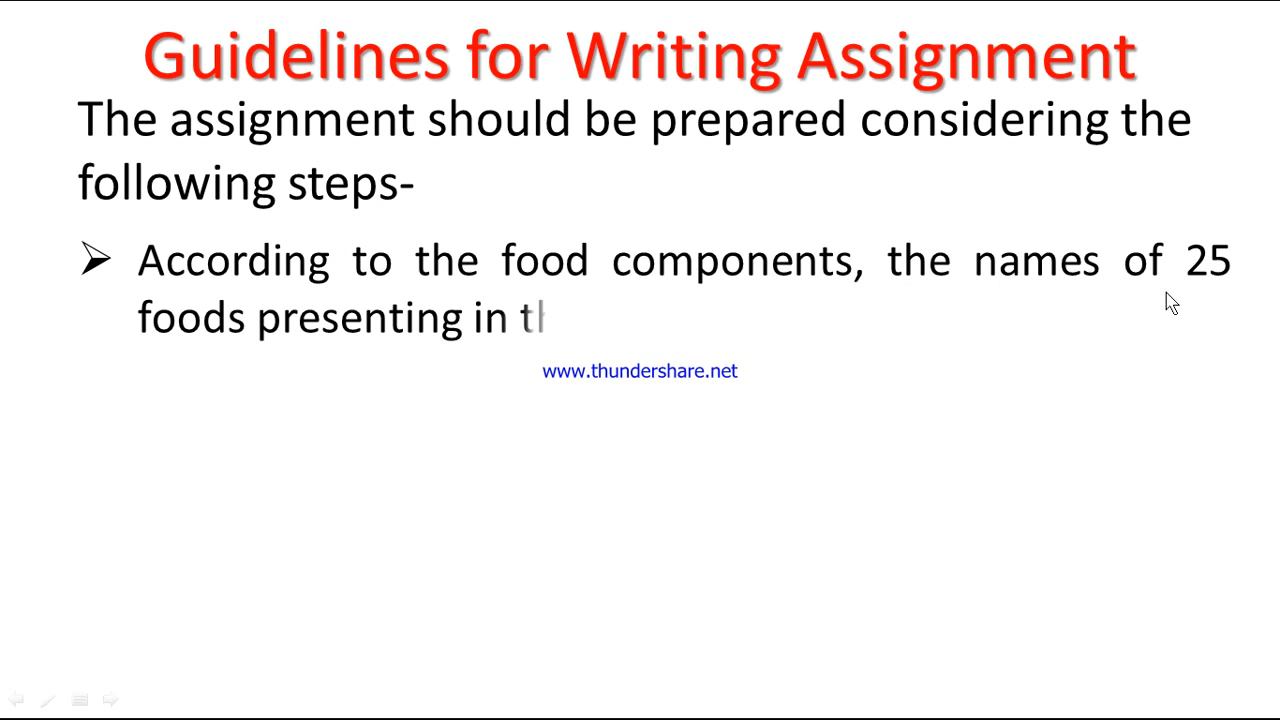 Guidelines for Writing Assignment
The assignment should be prepared considering the
following steps-
According to the food components, the names of 25
foods presenting in
www.thundershare.net